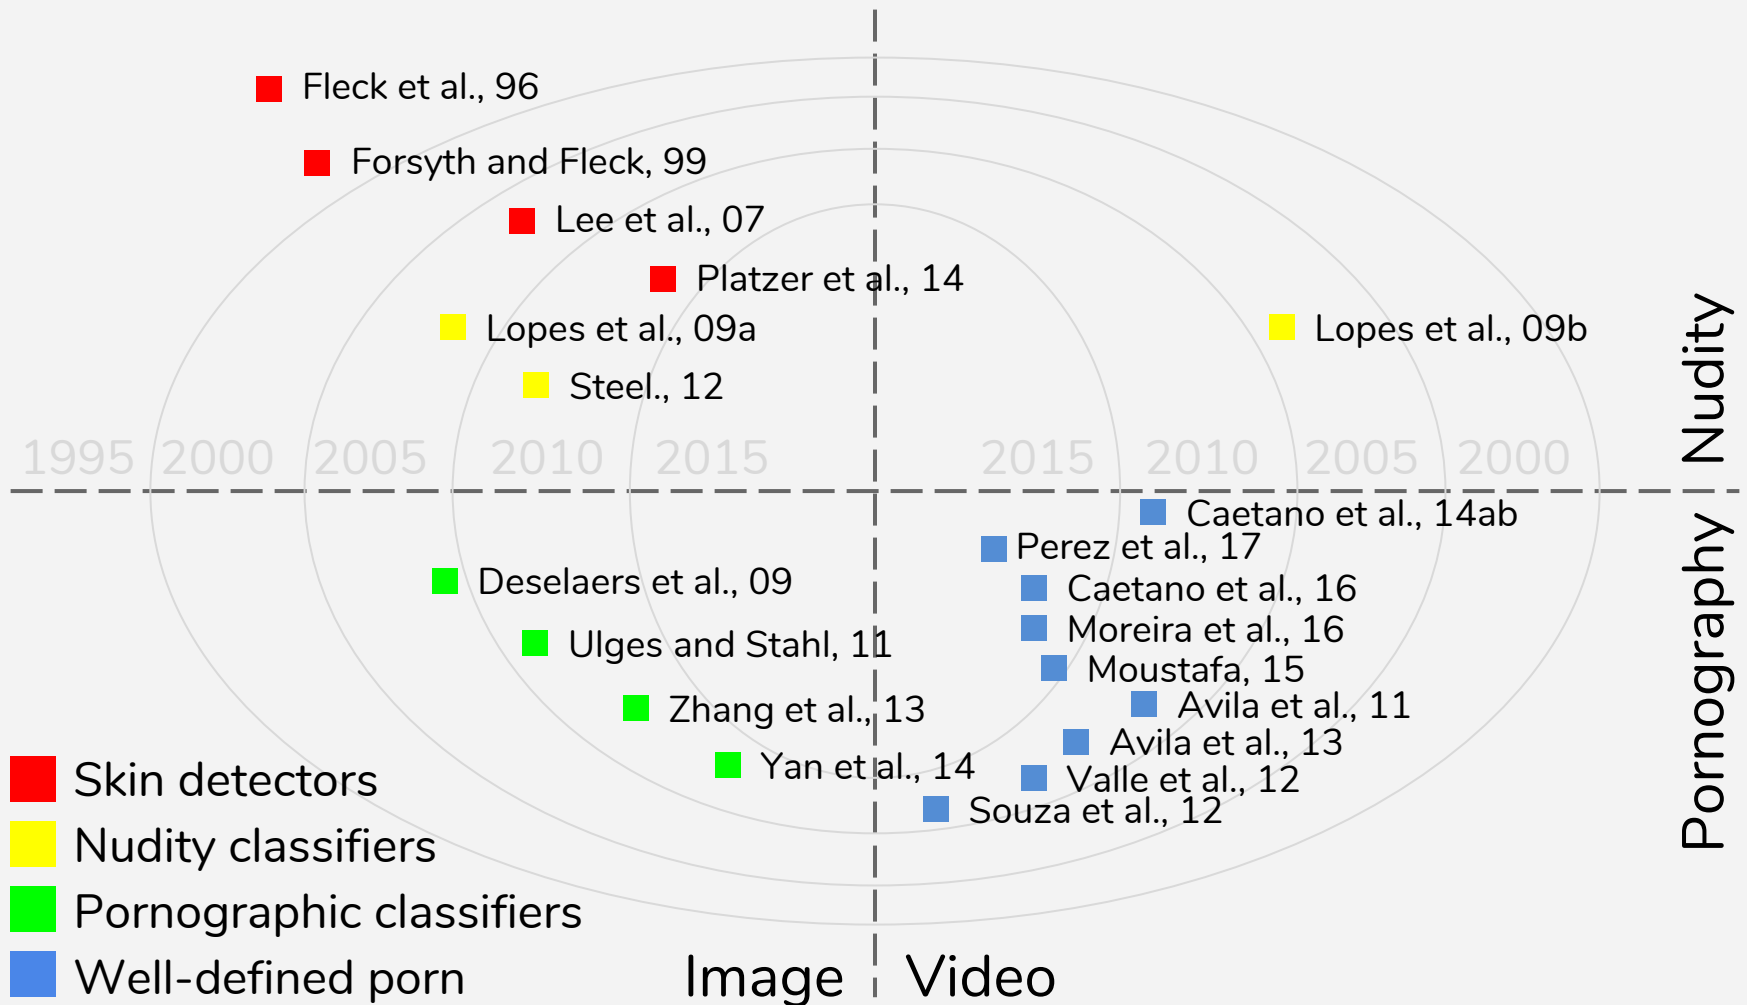 Fleck et al., 96
Forsyth and Fleck, 99
Lee et al., 07
Platzer et al., 14
Lopes et al., 09a
Lopes et al., 09b
Steel., 12
Nudity
1995 2000 2005 2010 2015 2015 2010 2005 2000
Caetano et al., 14ab
Perez et al., 17
Deselaers et al., 09
Caetano et al., 16
Moreira et al., 16
Ulges and Stahl, 11
Moustafa, 15
Zhang et al., 13
Avila et al., 11
Avila et al., 13
Yan et al., 14
Valle et al., 12
Souza et al., 12
Pornography
Skin detectors
Nudity classifiers
Pornographic classifiers
Well-defined porn
Image
Video